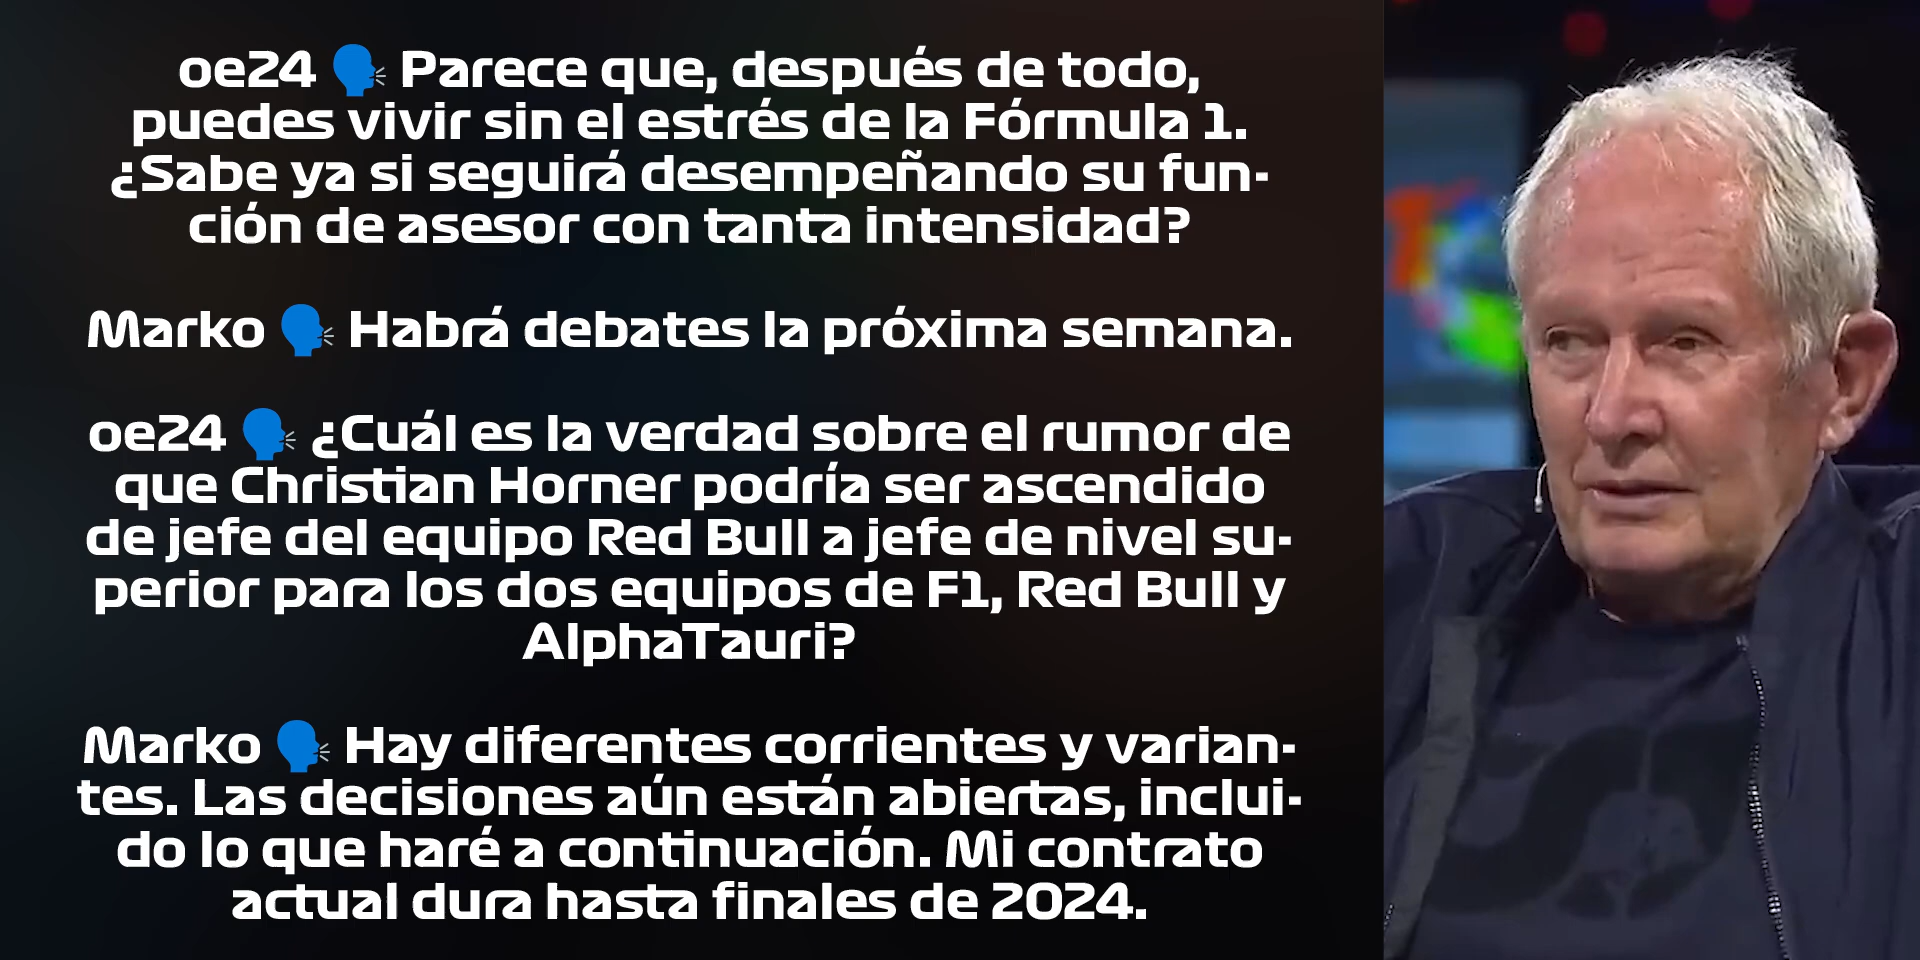 oe24 🗣 Parece que, después de todo,
puedes vivir sin el estrés de la Fórmula 1.
¿Sabe ya si seguirá desempeñando su fun-
ción de asesor con tanta intensidad?
Marko 🗣 Habrá debates la próxima semana.
oe24 🗣 ¿Cuál es la verdad sobre el rumor de
que Christian Horner podría ser ascendido
de jefe del equipo Red Bull a jefe de nivel su-
perior para los dos equipos de F1, Red Bull y
AlphaTauri?
Marko 🗣 Hay diferentes corrientes y varian-
tes. Las decisiones aún están abiertas, inclui-
do lo que haré a continuación. Mi contrato
actual dura hasta finales de 2024.